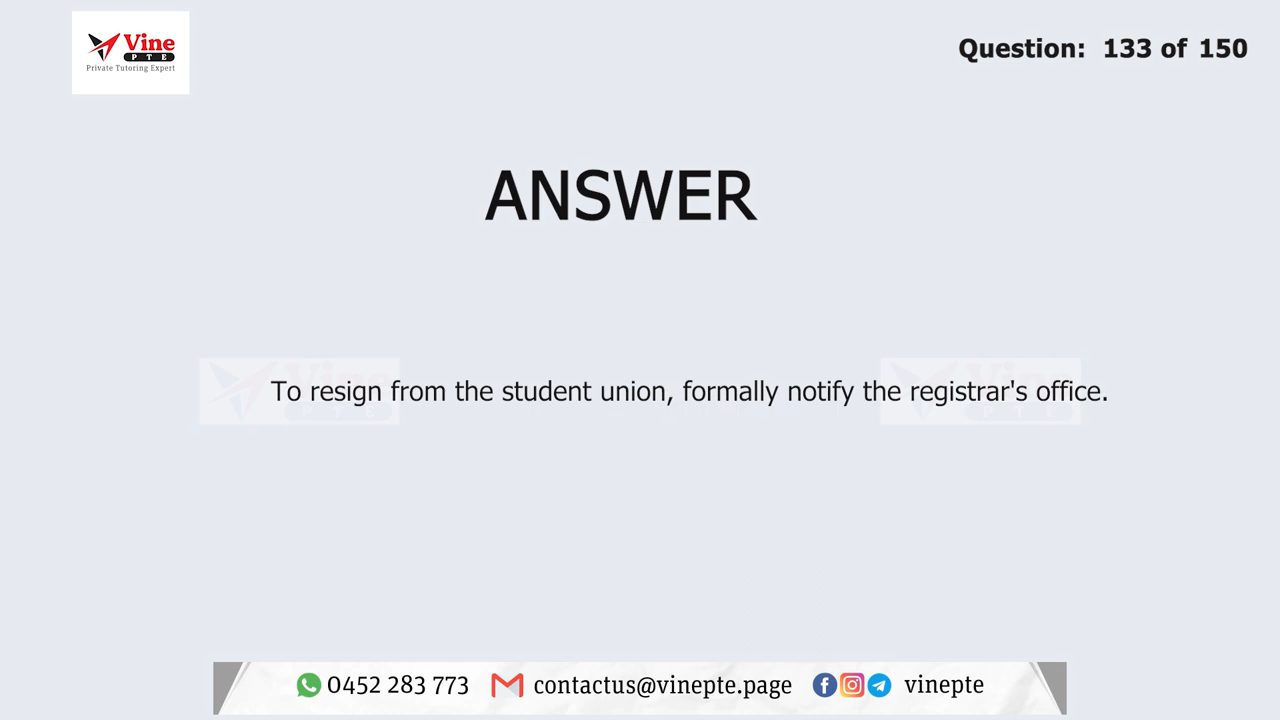 Vine
PTE
Private Tutoring Expert
Question: 133 of 150
ANSWER
To resign from the student union, formally notify the registrar's office.
0452 283 773 contactus@vinepte.page vinepte